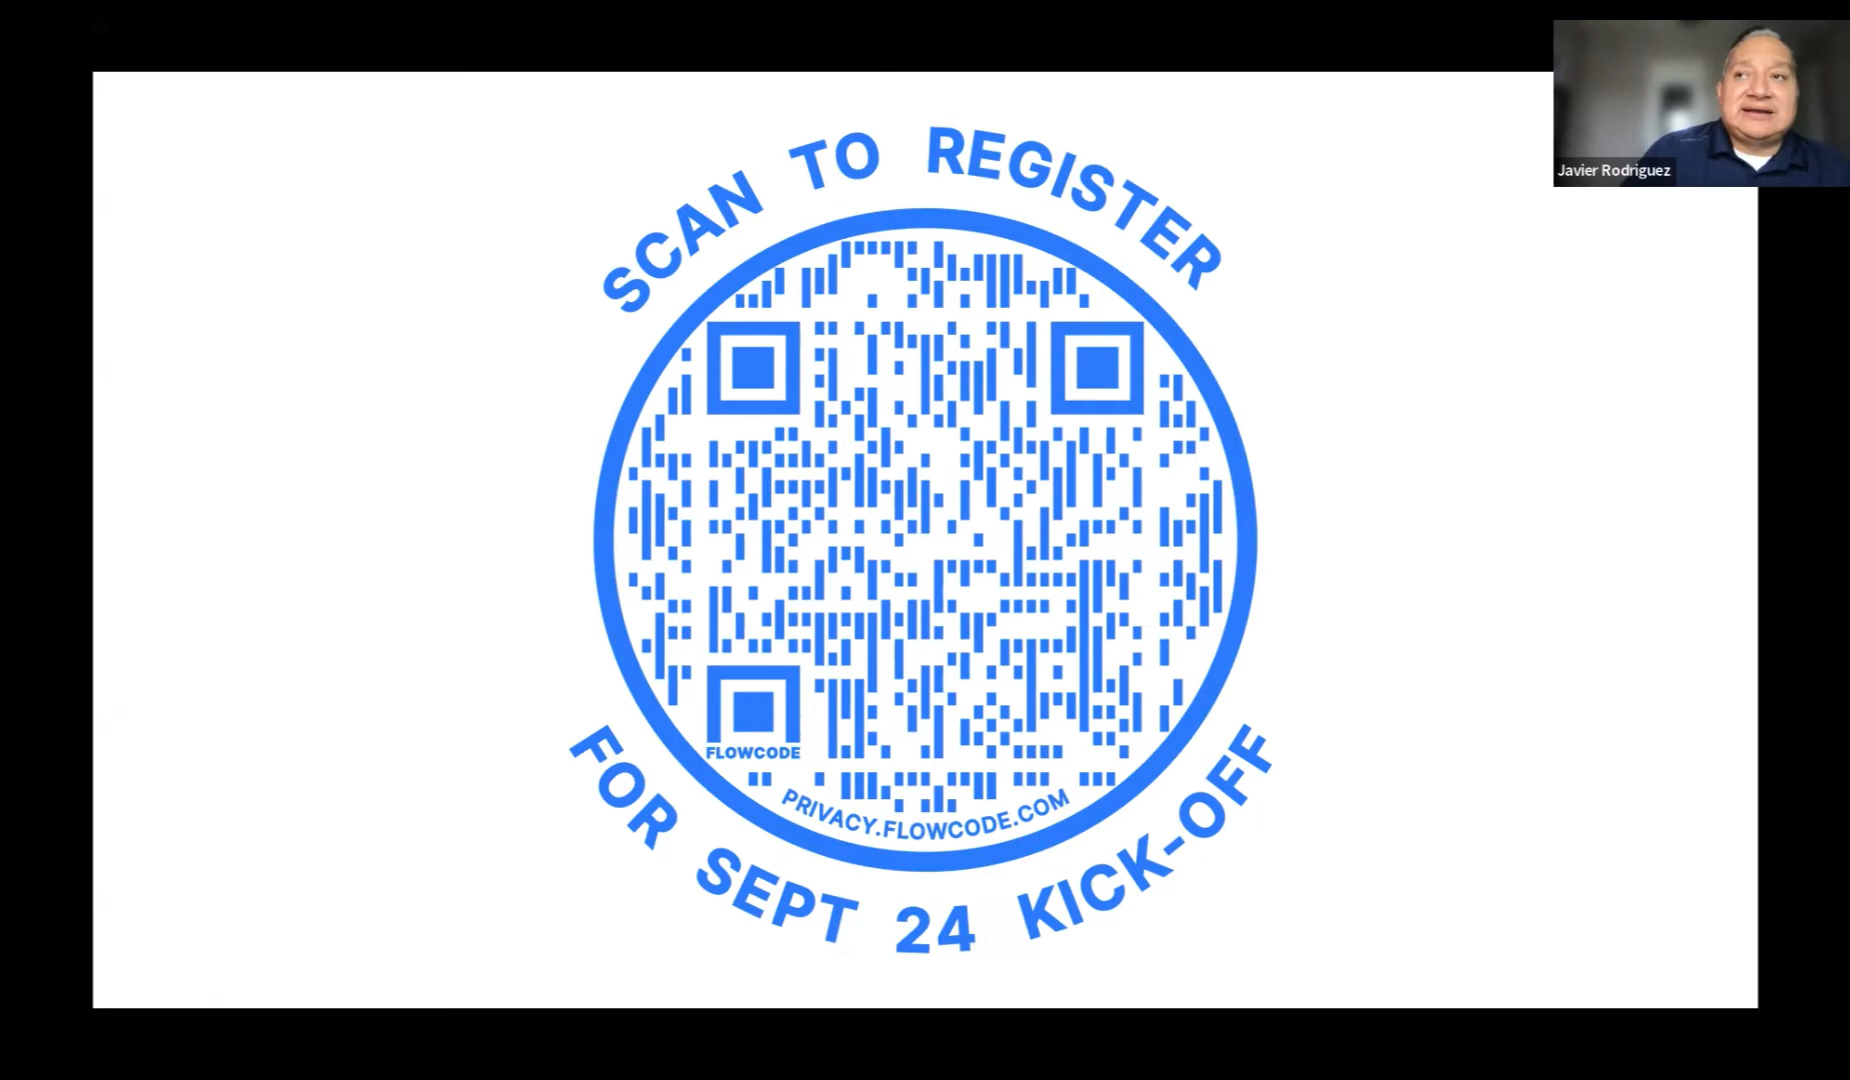 Javier Rodriguez
SCAN TO REGISTER
FLOWCODE
PRIVACY.FLOWCODE.COM
FOR SEPT 24 KICK-OFF